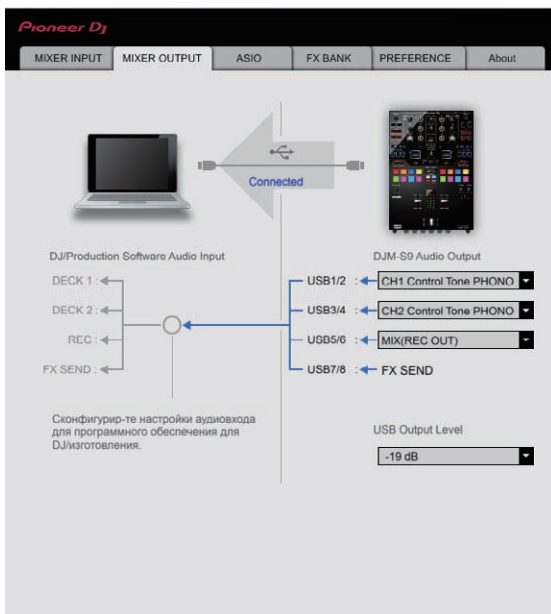 Pioneer Dj
MIXER INPUT MIXER OUTPUT ASIO FX BANK PREFERENCE About
Connected
DJ/Production Software Audio Input
DJM-S9 Audio Output
DECK 1 :
DECK 2 :
REC :
FX SEND :
USB1/2 : CH1 Control Tone PHONO
USB3/4 : CH2 Control Tone PHONO
USB5/6 : MIX(REC OUT)
USB7/8 : FX SEND
Сконфигурир-те настройки аудиовхода
для программного обеспечения для
DJ/изготовления.
USB Output Level
-19 dB